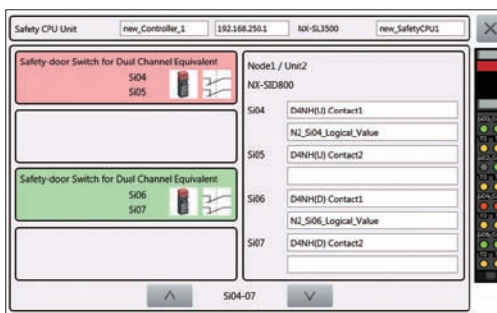 Safety CPU Unit new_Controller_1 192.168.250.1 NX-SL3500 new_SafetyCPU1
Safety-door Switch for Dual Channel Equivalent
Si04
Si05
Safety-door Switch for Dual Channel Equivalent
Si06
Si07
Node1 / Unit2
NX-SID800
Si04 D4NH(U) Contact1
N2_Si04_Logical_Value
Si05 D4NH(U) Contact2
Si06 D4NH(D) Contact1
N2_Si06_Logical_Value
Si07 D4NH(D) Contact2
Si04-07